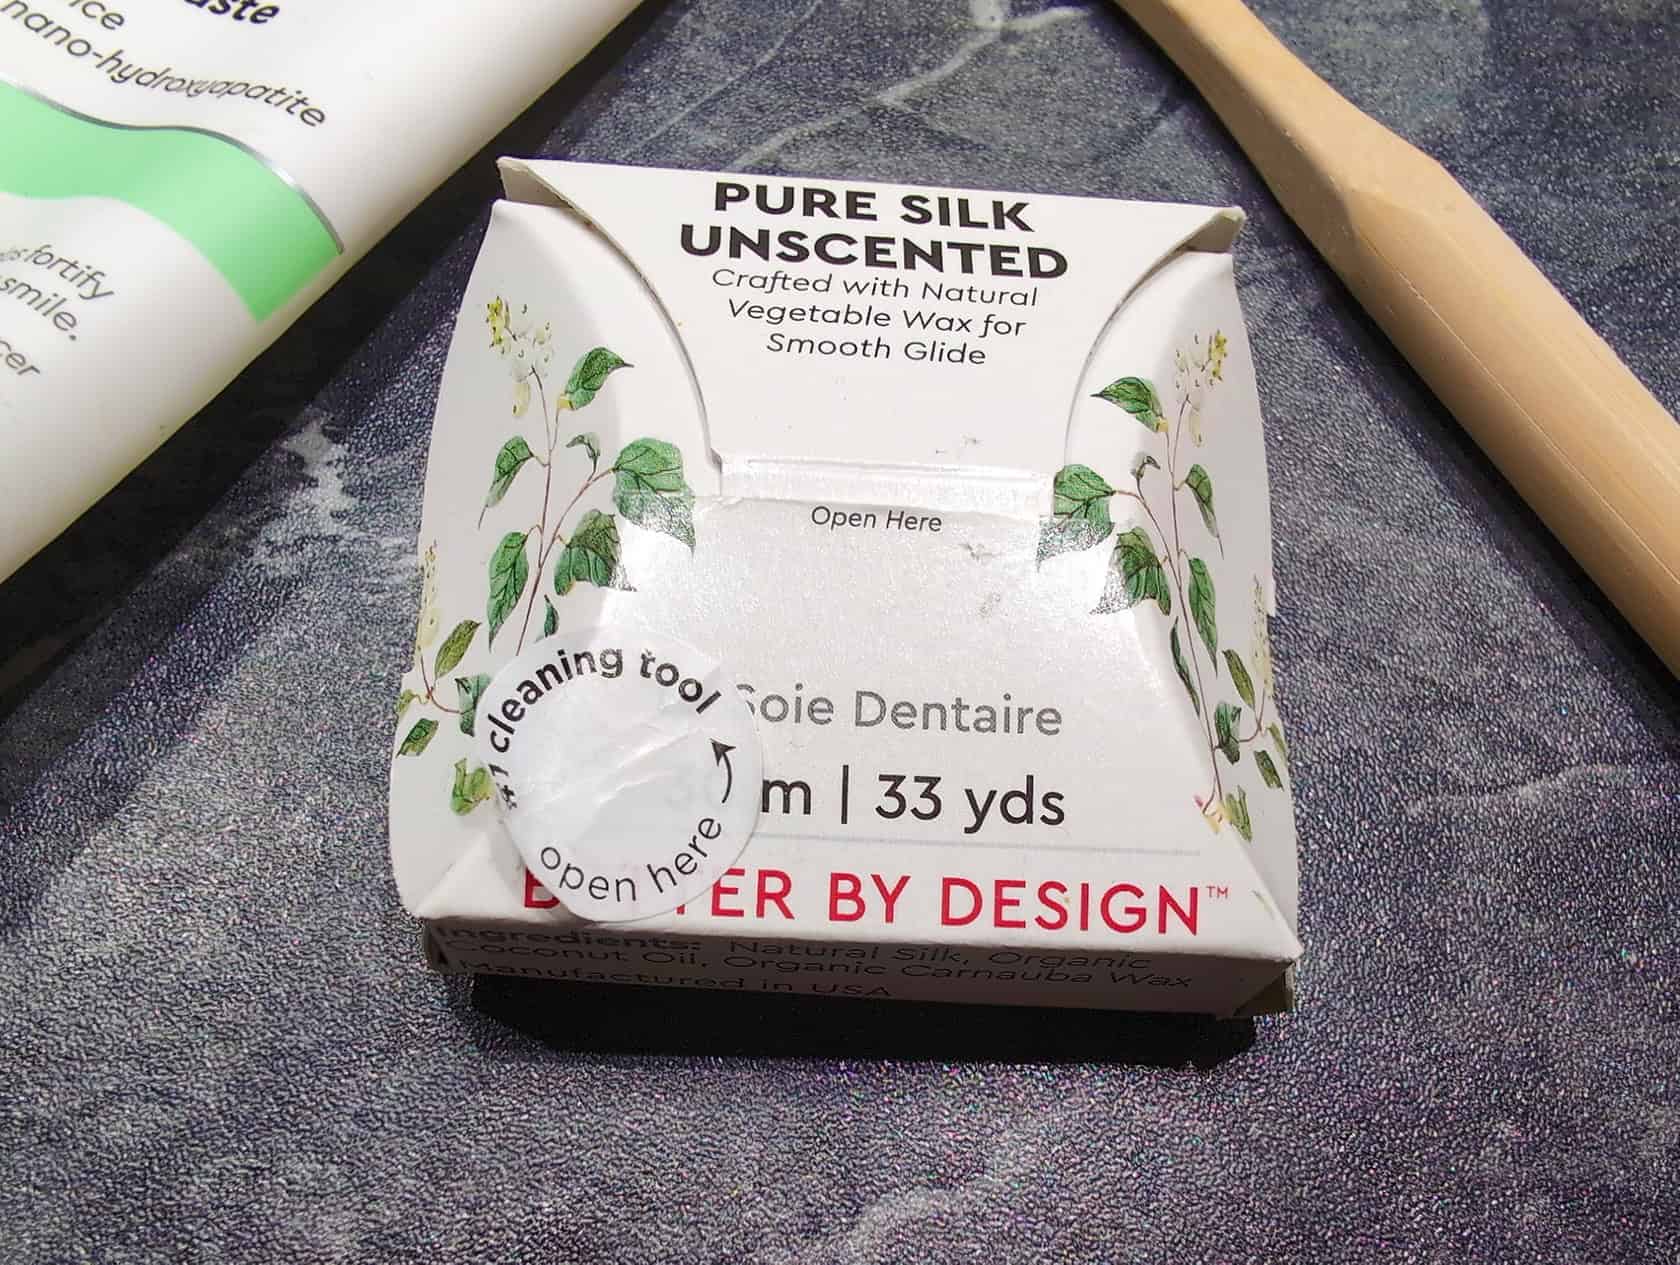 nano-hydroxyapatite
fortify
smile.
PURE SILK
UNSCENTED
Crafted with Natural
Vegetable Wax for
Smooth Glide
Open Here
#1 cleaning tool
open here
Soie Dentaire
m | 33 yds
BETTER BY DESIGN™
Ingredients: Natural Silk, Organic
Coconut Oil, Organic Carnauba Wax
Manufactured in USA